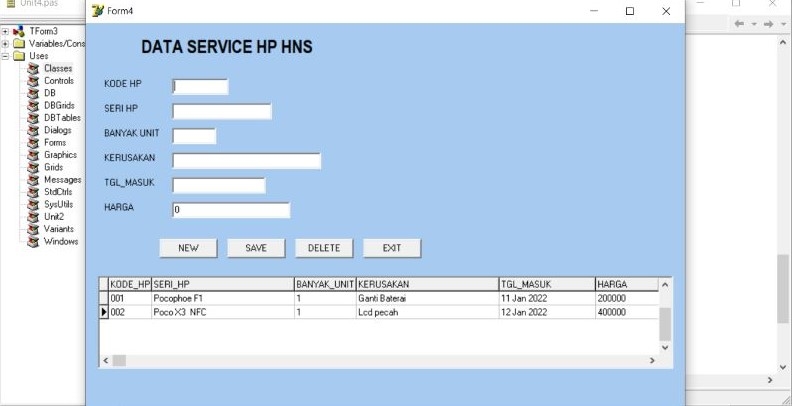 Unit4.pas
Form4
TForm3
Variables/Cons
Uses
Classes
Controls
DB
DBGrids
DBTables
Dialogs
Forms
Graphics
Grids
Messages
StdCtrls
SysUtils
Unit2
Variants
Windows
DATA SERVICE HP HNS
KODE HP
SERI HP
BANYAK UNIT
KERUSAKAN
TGL_MASUK
HARGA 0
NEW SAVE DELETE EXIT
KODE_HP SERI_HP BANYAK_UNIT KERUSAKAN TGL_MASUK HARGA
001 Pocophoe F1 1 Ganti Baterai 11 Jan 2022 200000
002 Poco X3 NFC 1 Lcd pecah 12 Jan 2022 400000